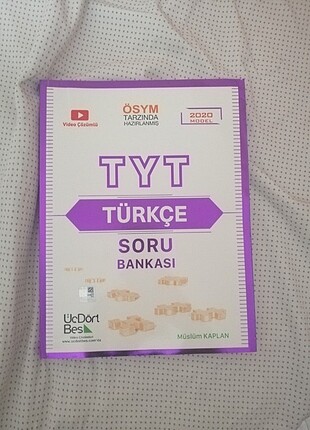 Video Çözümlü
ÖSYM
TARZINDA
HAZIRLANMIŞ
2020
MODEL
TYT
TÜRKÇE
SORU
BANKASI
ÜçDört
Beş
Müslüm KAPLAN